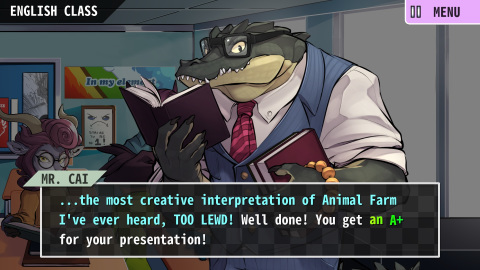 ENGLISH CLASS
MENU
In my element
MR. CAI
...the most creative interpretation of Animal Farm
I've ever heard, TOO LEWD! Well done! You get an A+
for your presentation!